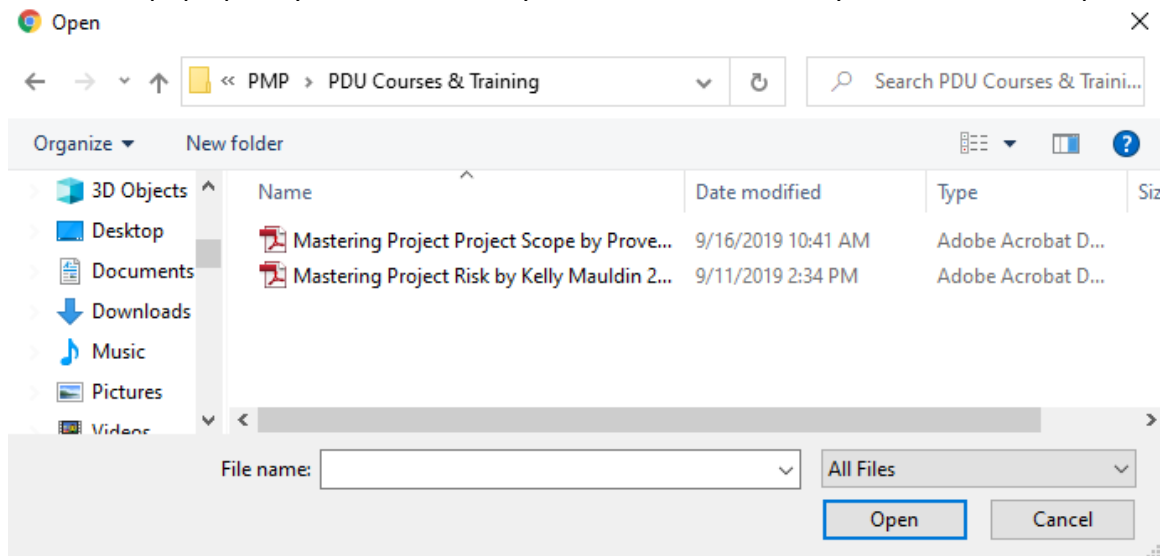 Open
« PMP > PDU Courses & Training
Search PDU Courses & Traini...
Organize New folder
?
3D Objects Name Date modified Type Siz
Desktop Mastering Project Project Scope by Prove... 9/16/2019 10:41 AM Adobe Acrobat D...
Documents Mastering Project Risk by Kelly Mauldin 2... 9/11/2019 2:34 PM Adobe Acrobat D...
Downloads
Music
Pictures
Videos
File name: All Files
Open Cancel